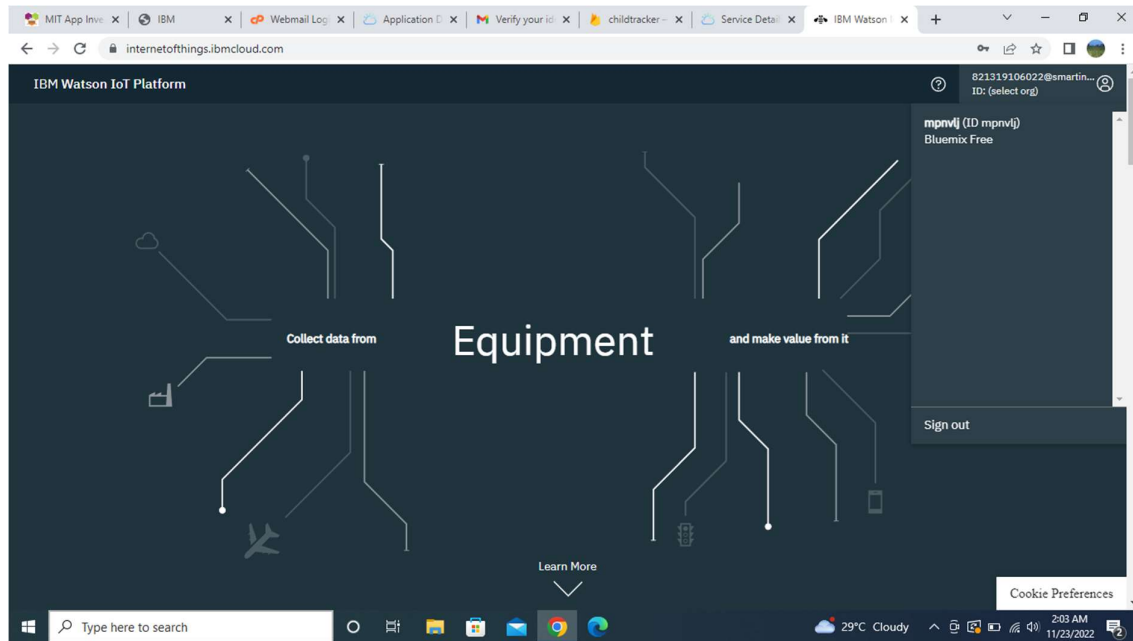 MIT App Inve
IBM
Webmail Log
Application D
Verify your id
childtracker –
Service Detail
IBM Watson
internetofthings.ibmcloud.com
IBM Watson IoT Platform
821319106022@smartin...
ID: (select org)
mpnvlj (ID mpnvlj)
Bluemix Free
Collect data from
Equipment
and make value from it
Sign out
Learn More
Cookie Preferences
Type here to search
29°C Cloudy
2:03 AM
11/23/2022
2